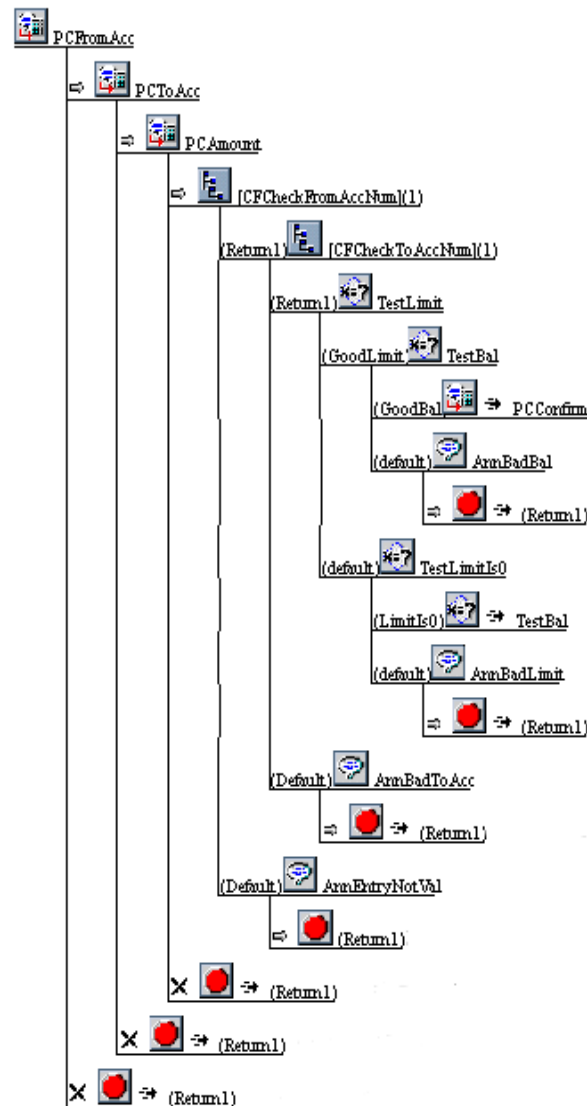 PCFromAcc
PCToAcc
PCAmount
[CFCheckFromAccNum](1)
(Return1) [CFCheckToAccNum](1)
(Return1) TestLimit
(GoodLimit) TestBal
(GoodBal) PCConfirm
(default) AnnBadBal
(Return1)
(default) TestLimitIs0
(LimitIs0) TestBal
(default) AnnBadLimit
(Return1)
(Default) AnnBadToAcc
(Return1)
(Default) AnnEntryNotVal
(Return1)
(Return1)
(Return1)
(Return1)